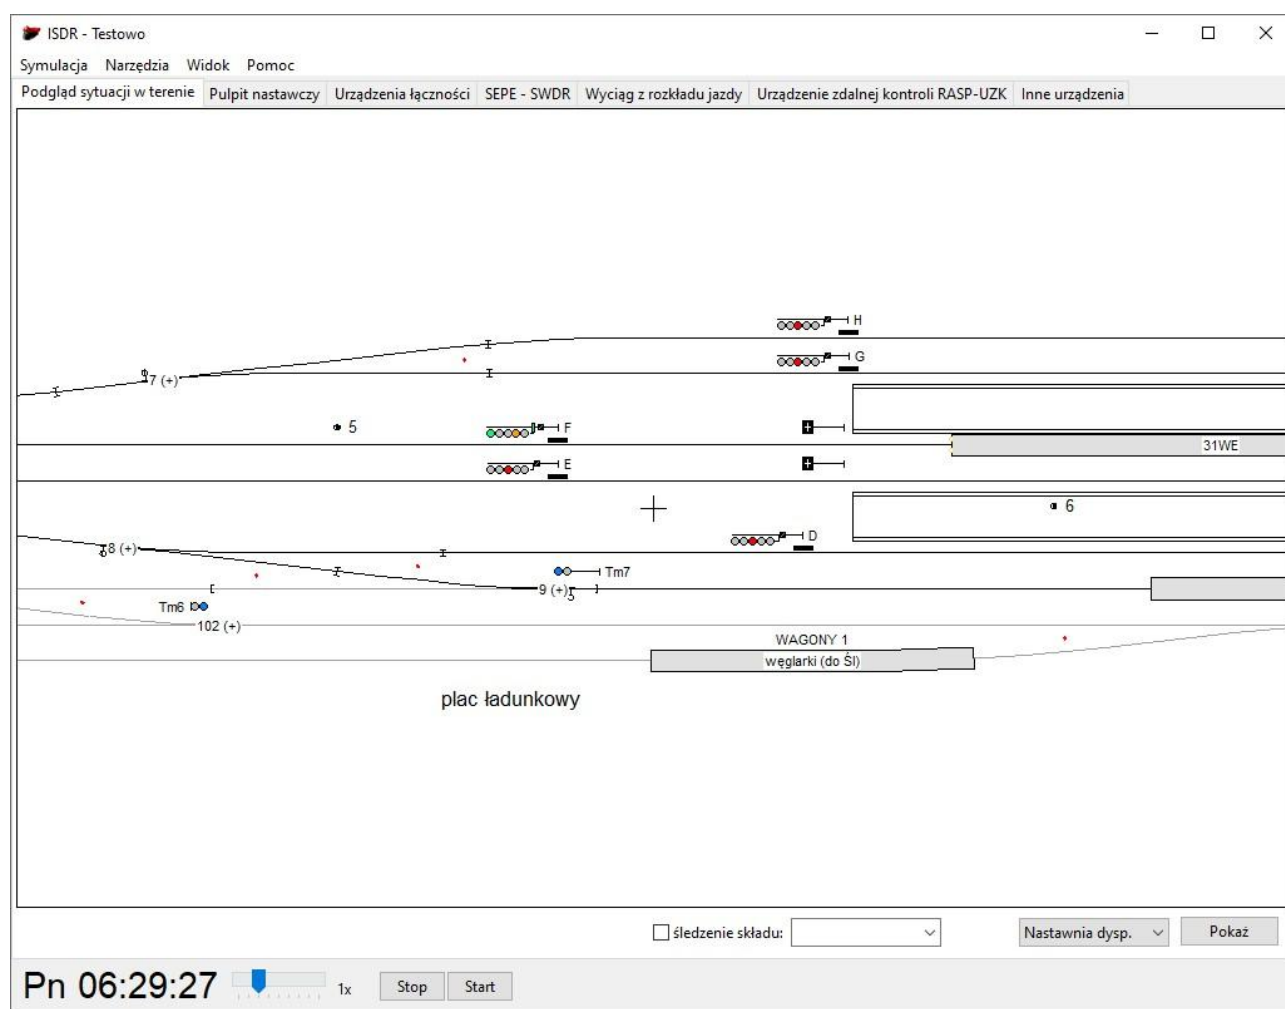 ISDR - Testowo
Symulacja Narzędzia Widok Pomoc
Podgląd sytuacji w terenie Pulpit nastawczy Urządzenia łączności SEPE - SWDR Wyciąg z rozkładu jazdy Urządzenie zdalnej kontroli RASP-UZK Inne urządzenia
H
G
7 (+)
5
F
31WE
E
6
D
8 (+)
Tm7
9 (+)
Tm6
102 (+)
WAGONY 1
węglarki (do Śl)
plac ładunkowy
śledzenie składu:
Nastawnia dysp.
Pokaż
Pn 06:29:27
1x
Stop
Start